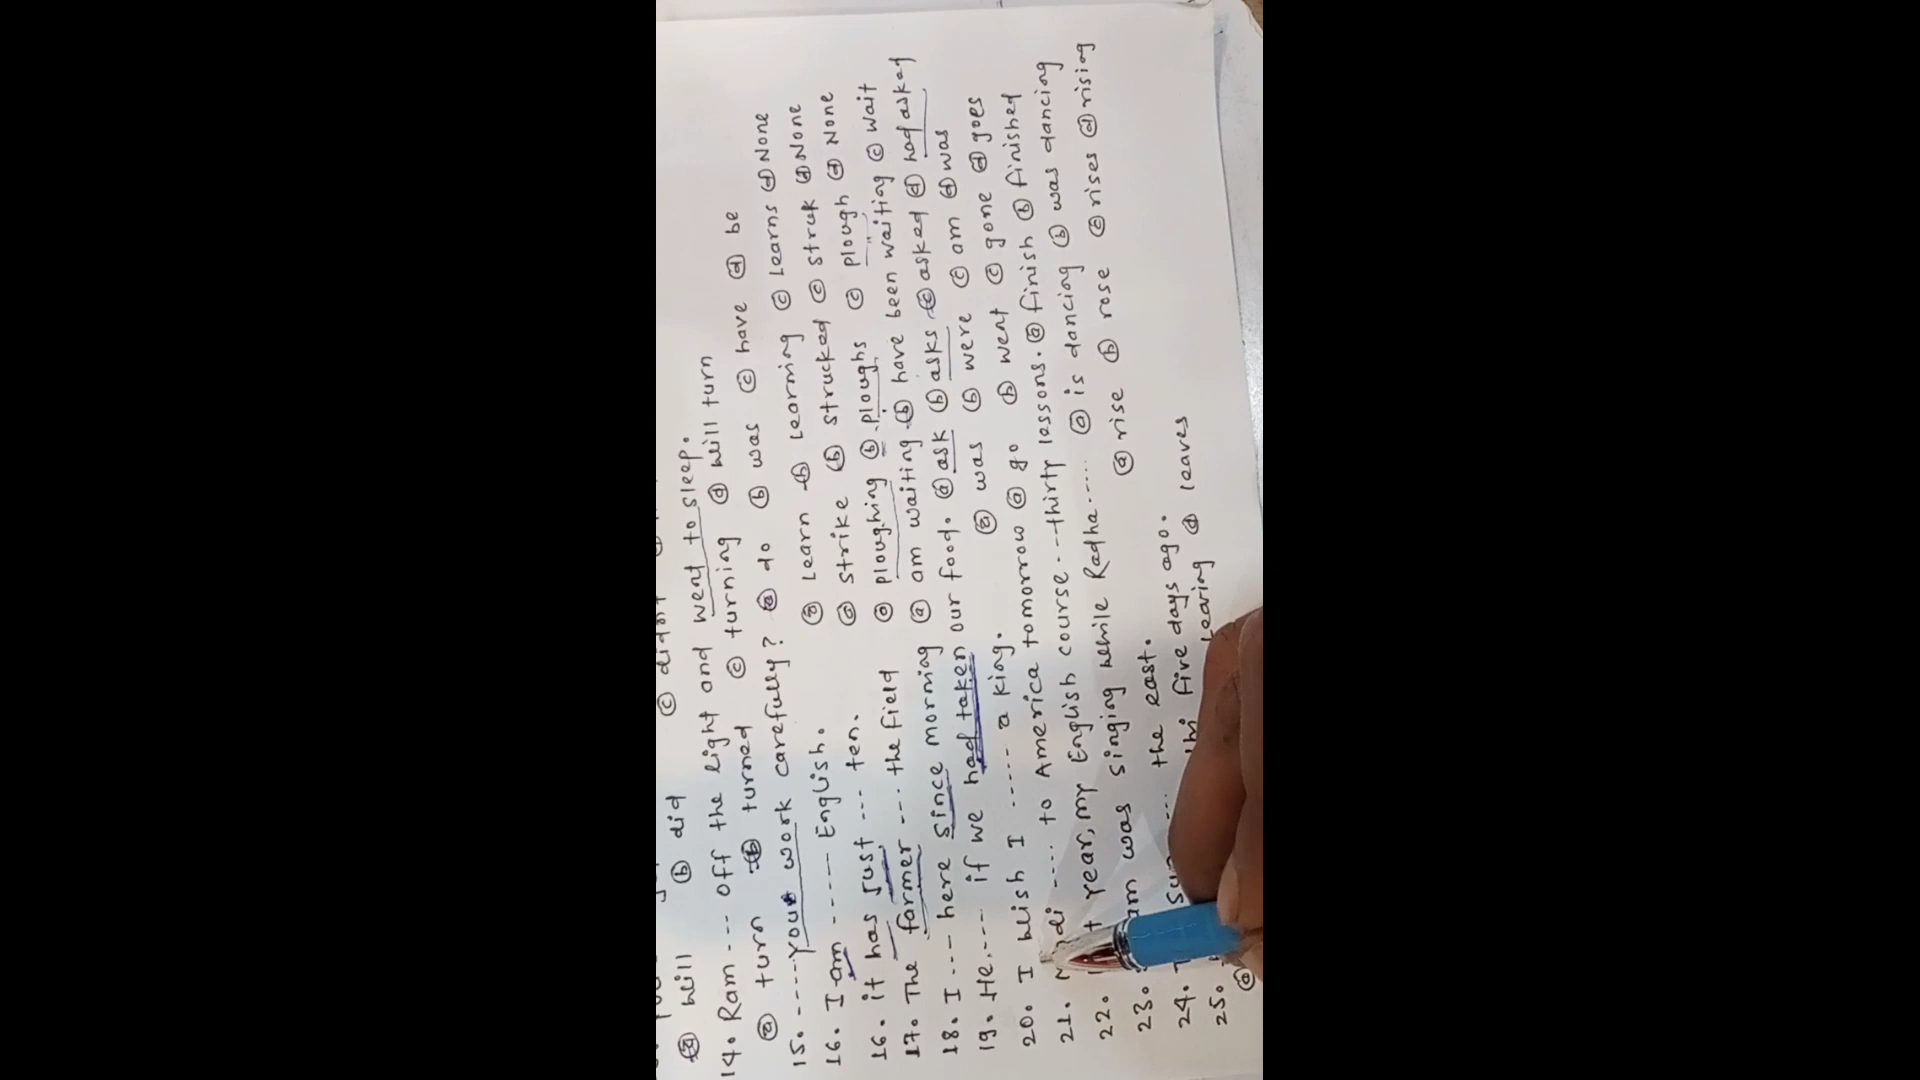 ⓐ will ⓑ did ⓒ didn't
14. Ram --- off the light and went to sleep.
ⓐ turn ⓑ turned ⓒ turning ⓓ will turn
15. ---- your work carefully? ⓐ do ⓑ was ⓒ have ⓓ be
16. I am ----- English. ⓐ learn ⓑ learning ⓒ learns ⓓ None
16. it has just --- ten. ⓐ strike ⓑ strucked ⓒ struk ⓓ None
17. The farmer --- the field ⓐ ploughing ⓑ ploughs ⓒ plough ⓓ None
18. I --- here since morning ⓐ am waiting ⓑ have been waiting ⓒ wait
19. He ---- if we had taken our food. ⓐ ask ⓑ asks ⓒ asked ⓓ had asked
20. I wish I ----- a king. ⓐ was ⓑ were ⓒ am ⓓ was
21. di ---- to America tomorrow ⓐ go ⓑ went ⓒ gone ⓓ goes
22. year, my English course --- thirty lessons. ⓐ finish ⓑ finished
23. am was singing while Radha ..... ⓐ is dancing ⓑ was dancing
24. --- the east. ⓐ rise ⓑ rose ⓒ rises ⓓ rising
25. five days ago.
ⓐ leaving ⓓ leaves